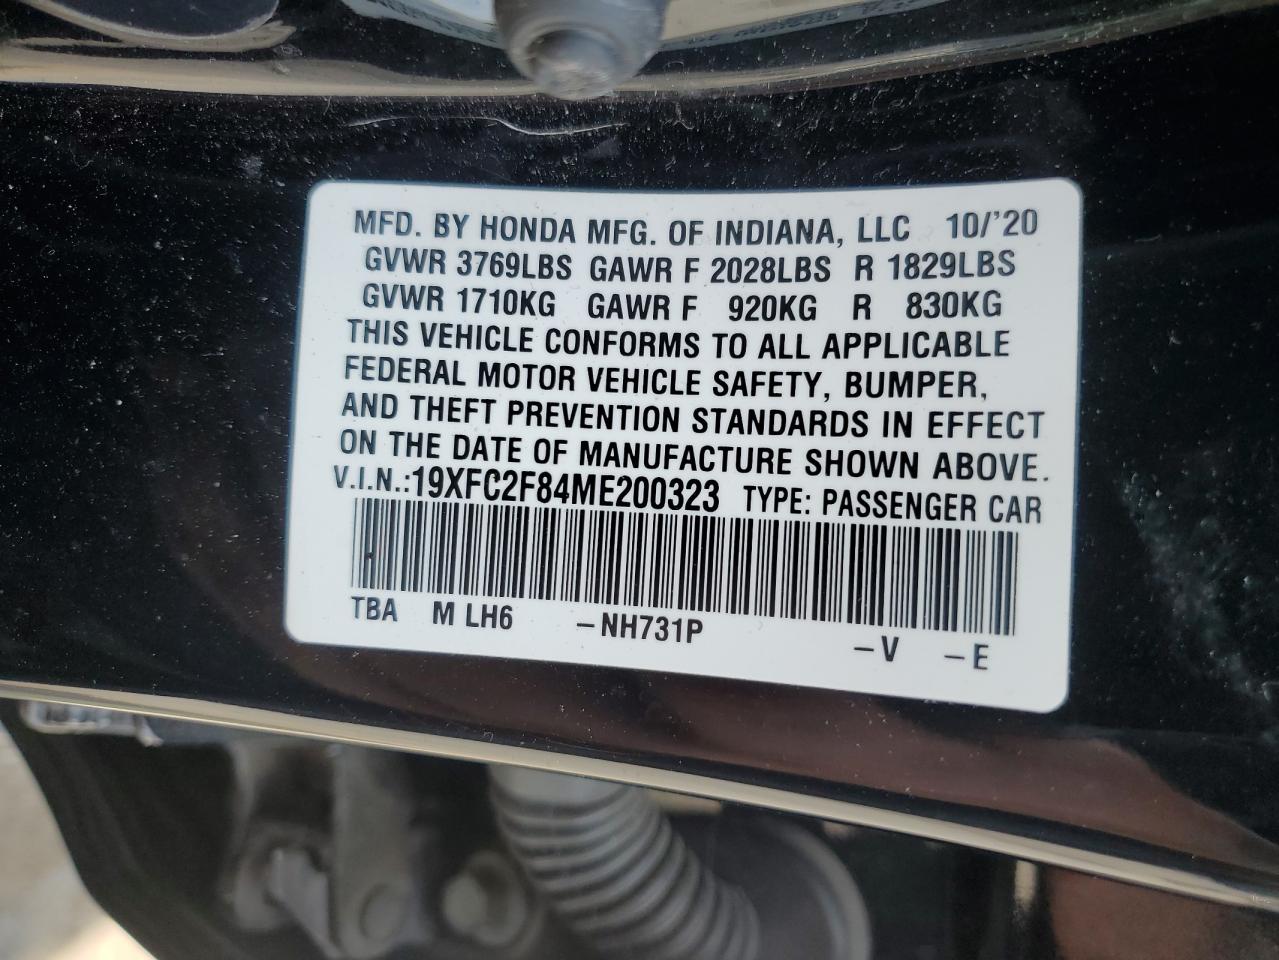 MFD. BY HONDA MFG. OF INDIANA, LLC 10/'20
GVWR 3769LBS GAWR F 2028LBS R 1829LBS
GVWR 1710KG GAWR F 920KG R 830KG
THIS VEHICLE CONFORMS TO ALL APPLICABLE
FEDERAL MOTOR VEHICLE SAFETY, BUMPER,
AND THEFT PREVENTION STANDARDS IN EFFECT
ON THE DATE OF MANUFACTURE SHOWN ABOVE.
V.I.N.:19XFC2F84ME200323 TYPE: PASSENGER CAR
TBA M LH6 -NH731P -V -E